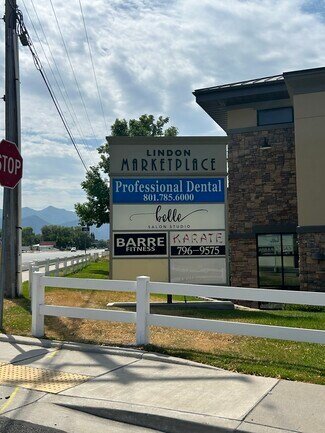 STOP
LINDON
MARKETPLACE
Professional Dental
801.785.6000
belle
SALON STUDIO
BARRE
FITNESS
KARATE
796-9575